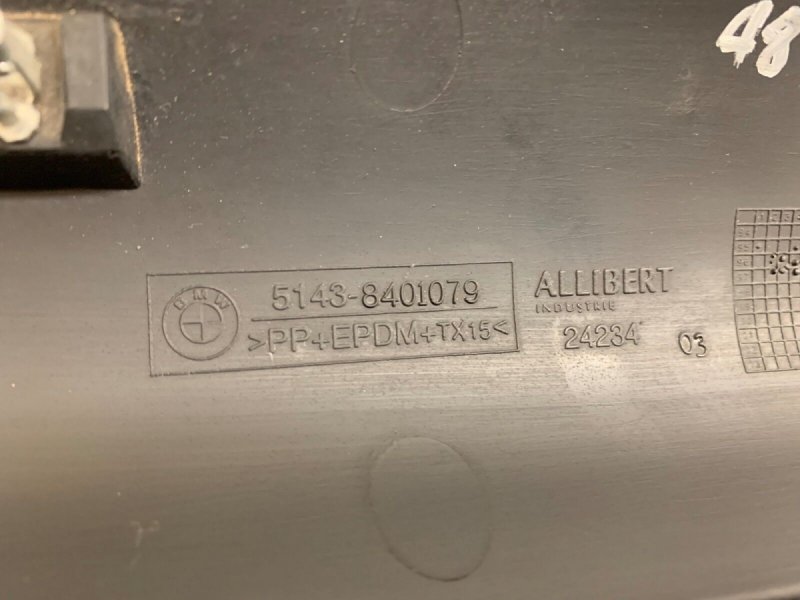 48
BMW
5143-8401079
>PP+EPDM+TX15<
ALLIBERT
INDUSTRIE
24234
03